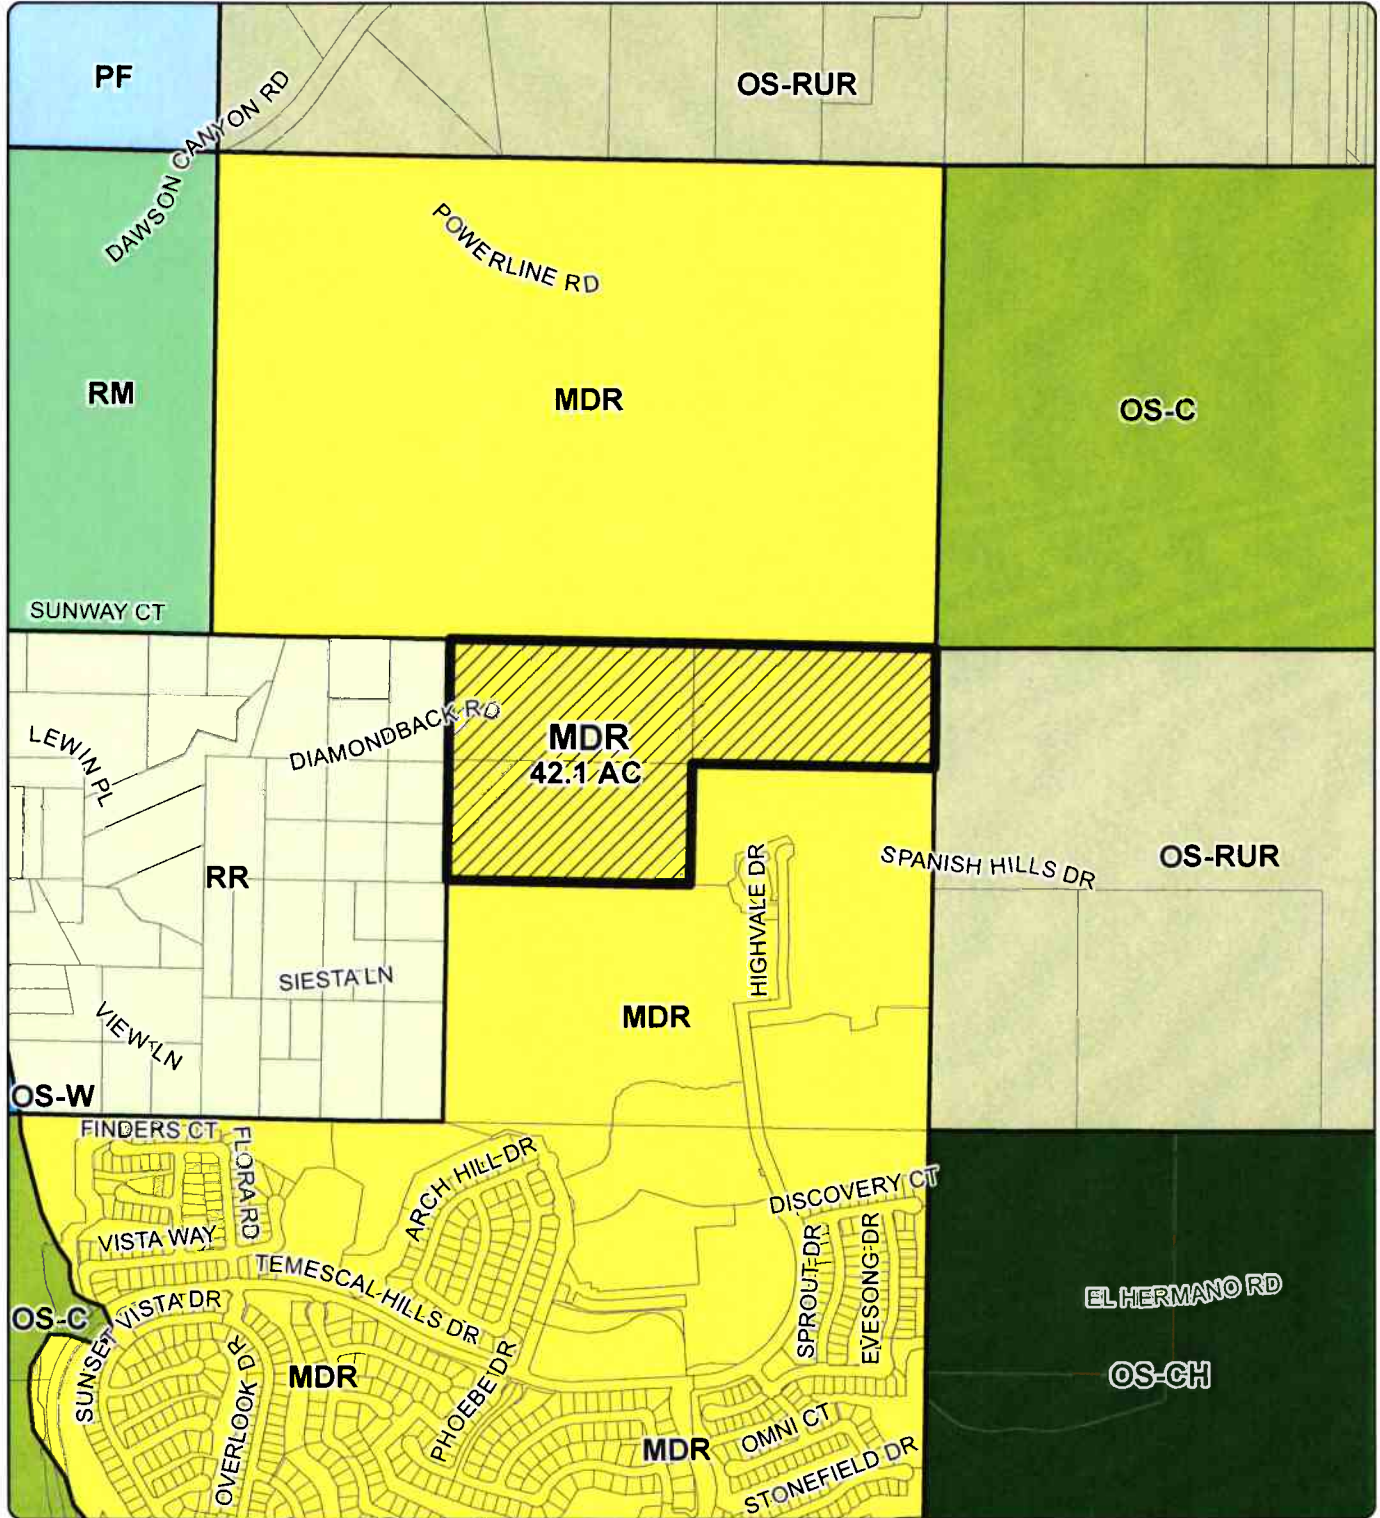 PF
OS-RUR
DAWSON CANYON RD
POWERLINE RD
RM
MDR
OS-C
SUNWAY CT
DIAMONDBACK RD
LEWIN PL
MDR
42.1 AC
RR
HIGHVALE DR
SPANISH HILLS DR
OS-RUR
SIESTA LN
MDR
VIEW LN
OS-W
FINDERS CT
FLORA RD
ARCH HILL DR
DISCOVERY CT
VISTA WAY
TEMESCAL HILLS DR
SPROUT DR
EVESONG DR
EL HERMANO RD
OS-C
SUNSET VISTA DR
OVERLOOK DR
MDR
PHOEBE DR
OS-CH
MDR
OMNI CT
STONEFIELD DR